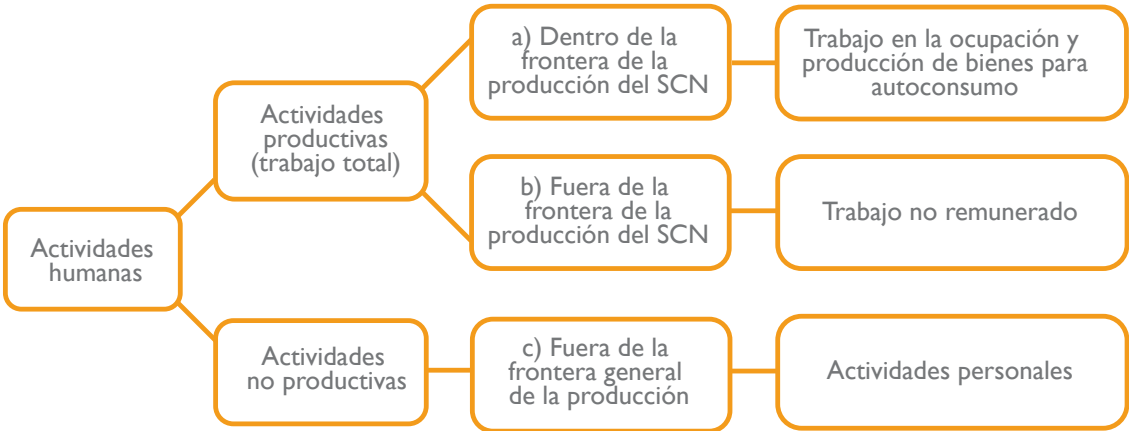 Actividades
humanas
Actividades
productivas
(trabajo total)
a) Dentro de la
frontera de la
producción del SCN
Trabajo en la ocupación y
producción de bienes para
autoconsumo
b) Fuera de la
frontera de la
producción del SCN
Trabajo no remunerado
Actividades
no productivas
c) Fuera de la
frontera general
de la producción
Actividades personales